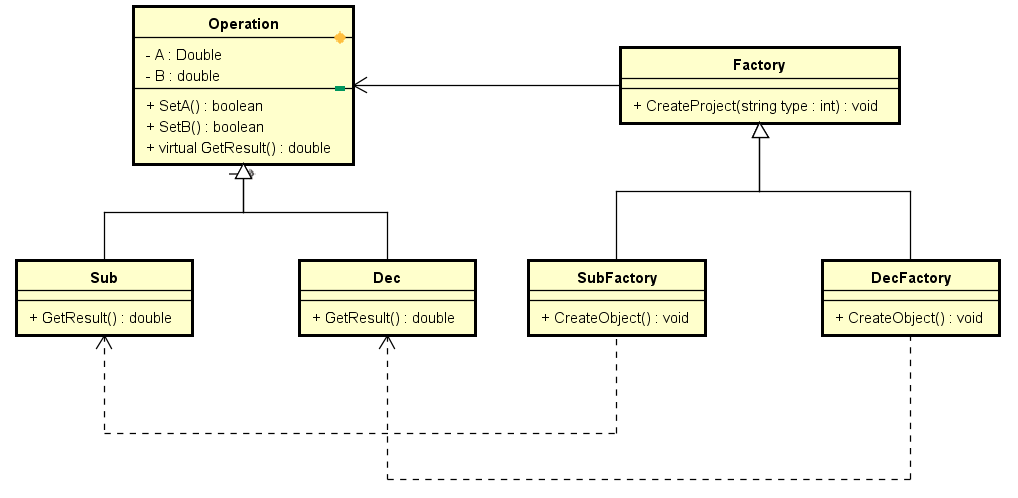 Operation
- A : Double
- B : double
+ SetA() : boolean
+ SetB() : boolean
+ virtual GetResult() : double
Factory
+ CreateProject(string type : int) : void
Sub
+ GetResult() : double
Dec
+ GetResult() : double
SubFactory
+ CreateObject() : void
DecFactory
+ CreateObject() : void